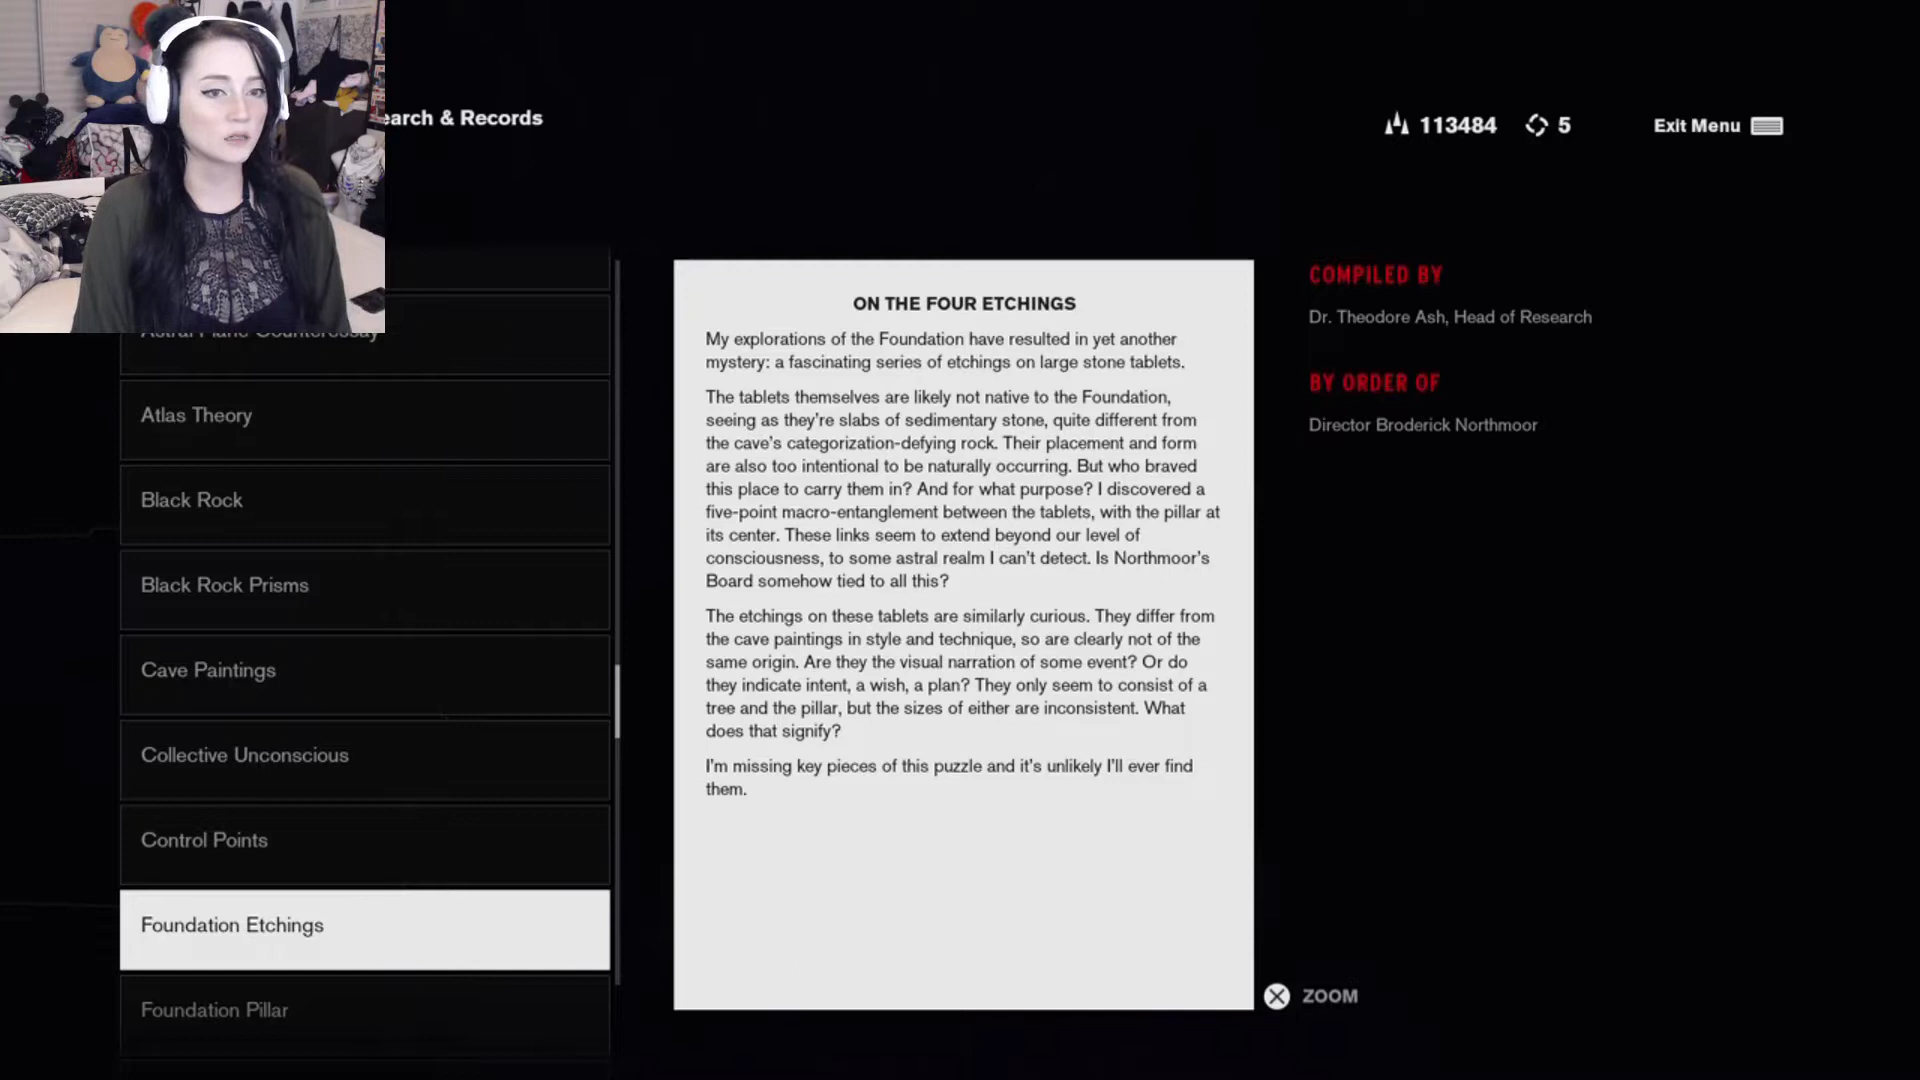 earch & Records
113484
5
Exit Menu
Astral Plane Counteressay
Atlas Theory
Black Rock
Black Rock Prisms
Cave Paintings
Collective Unconscious
Control Points
Foundation Etchings
Foundation Pillar
ON THE FOUR ETCHINGS
My explorations of the Foundation have resulted in yet another
mystery: a fascinating series of etchings on large stone tablets.
The tablets themselves are likely not native to the Foundation,
seeing as they're slabs of sedimentary stone, quite different from
the cave's categorization-defying rock. Their placement and form
are also too intentional to be naturally occurring. But who braved
this place to carry them in? And for what purpose? I discovered a
five-point macro-entanglement between the tablets, with the pillar at
its center. These links seem to extend beyond our level of
consciousness, to some astral realm I can't detect. Is Northmoor's
Board somehow tied to all this?
The etchings on these tablets are similarly curious. They differ from
the cave paintings in style and technique, so are clearly not of the
same origin. Are they the visual narration of some event? Or do
they indicate intent, a wish, a plan? They only seem to consist of a
tree and the pillar, but the sizes of either are inconsistent. What
does that signify?
I'm missing key pieces of this puzzle and it's unlikely I'll ever find
them.
COMPILED BY
Dr. Theodore Ash, Head of Research
BY ORDER OF
Director Broderick Northmoor
ZOOM